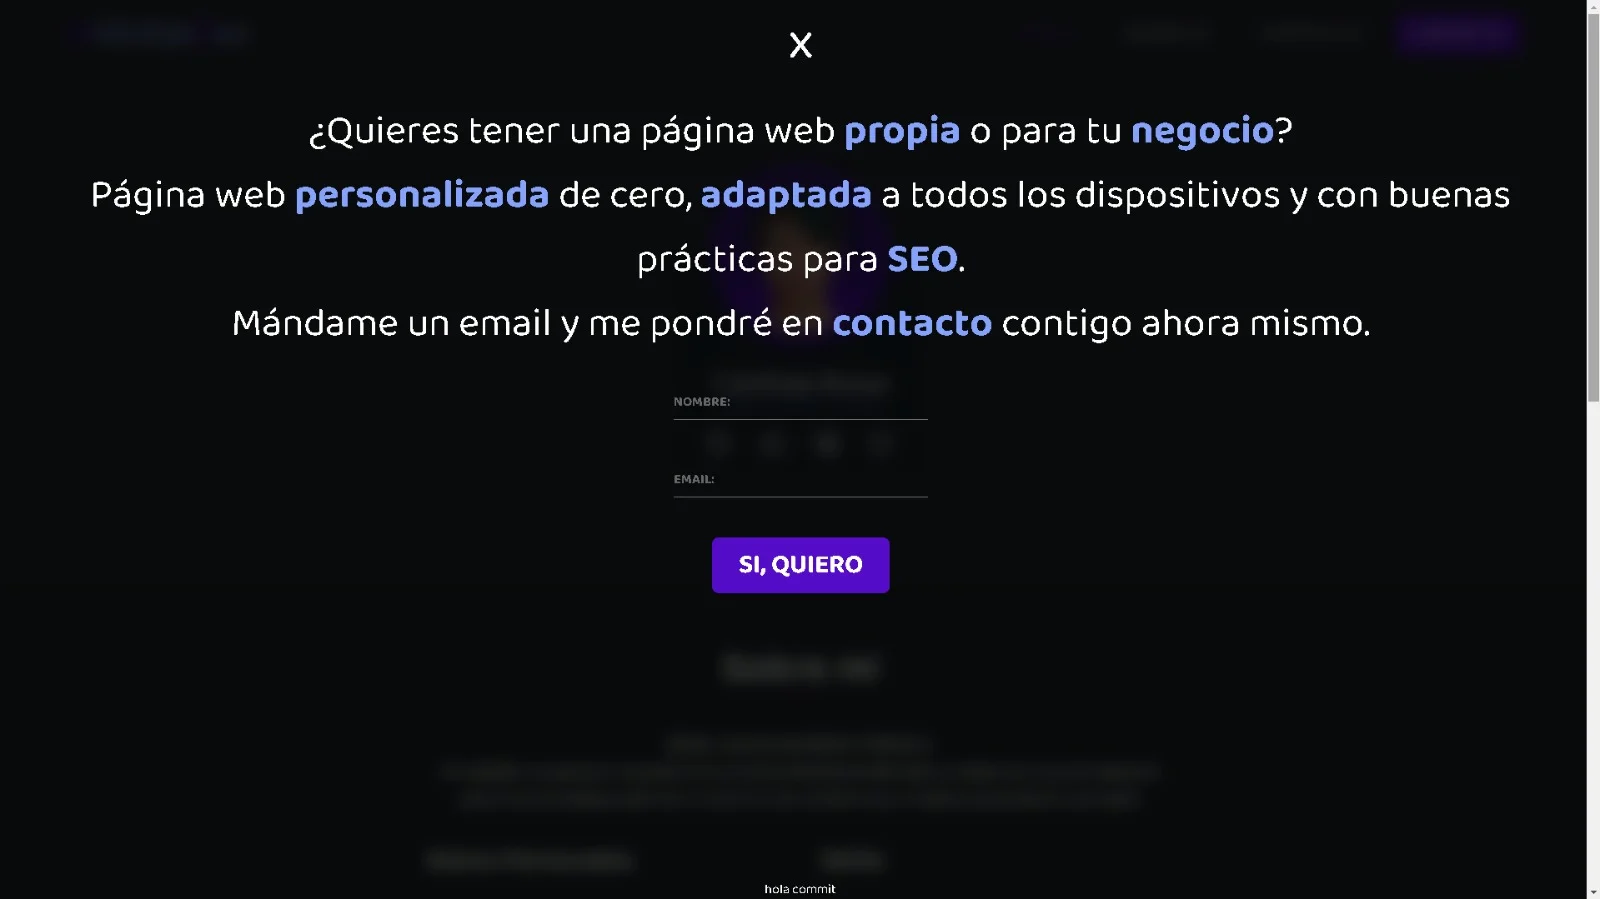 X
¿Quieres tener una página web propia o para tu negocio?
Página web personalizada de cero, adaptada a todos los dispositivos y con buenas
prácticas para SEO.
Mándame un email y me pondré en contacto contigo ahora mismo.
NOMBRE:
EMAIL:
SI, QUIERO
Sobre mi
hola commit